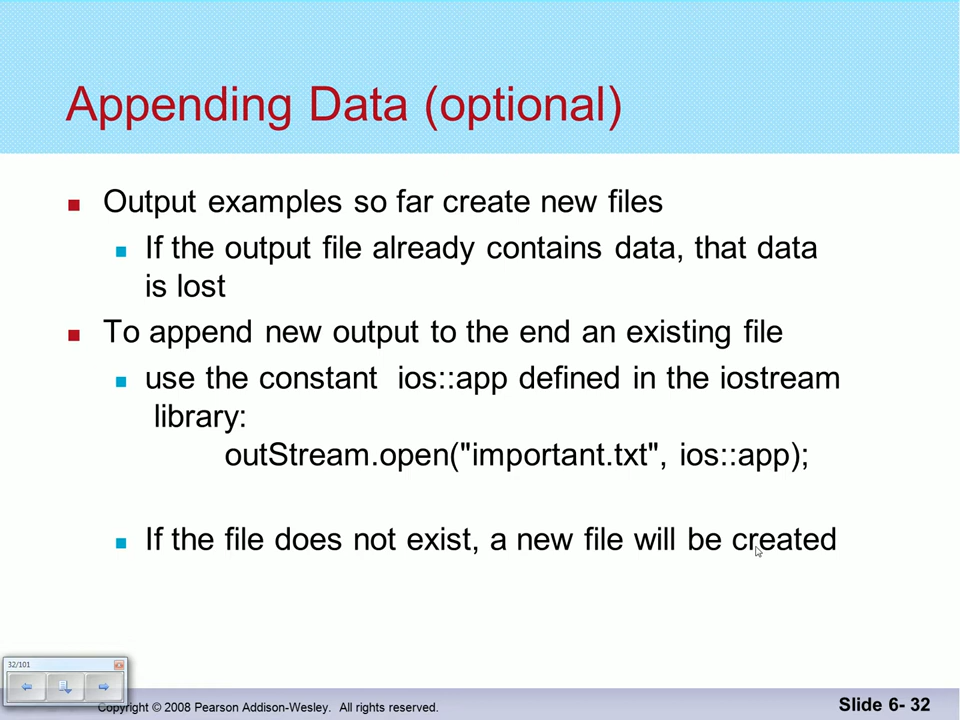 Appending Data (optional)
Output examples so far create new files
If the output file already contains data, that data
is lost
To append new output to the end an existing file
use the constant ios::app defined in the iostream
library:
outStream.open("important.txt", ios::app);
If the file does not exist, a new file will be created
32/101
Copyright © 2008 Pearson Addison-Wesley. All rights reserved.
Slide 6- 32